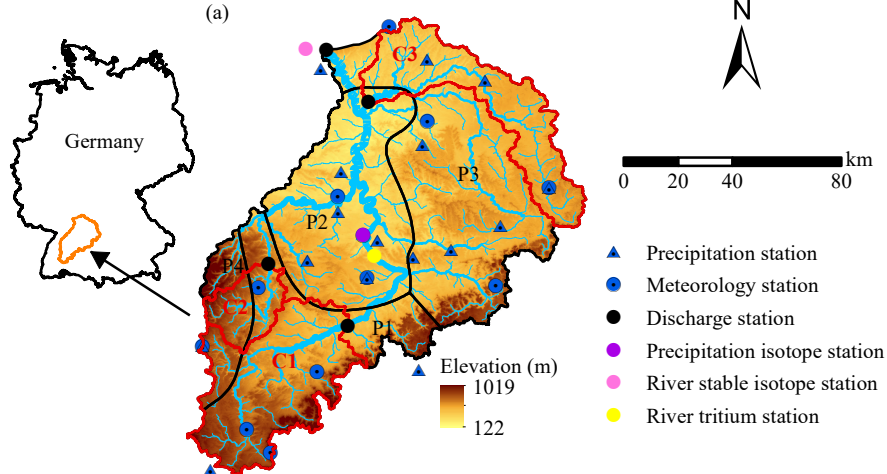 (a)
N
Germany
C3
P3
P2
P4
C2
P1
C1
km
0 20 40 80
Precipitation station
Meteorology station
Discharge station
Precipitation isotope station
River stable isotope station
River tritium station
Elevation (m)
1019
122